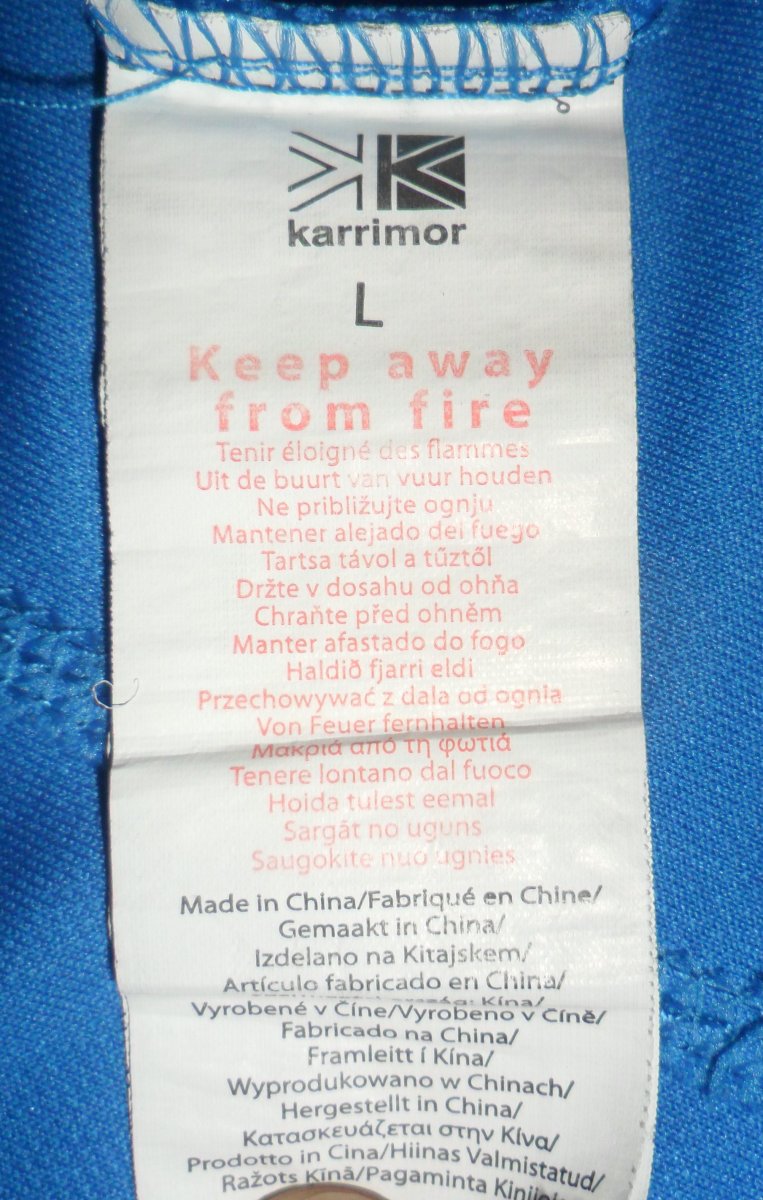 karrimor
L
Keep away
from fire
Tenir éloigné des flammes
Uit de buurt van vuur houden
Ne približujte ognju
Mantener alejado del fuego
Tartsa távol a tűztől
Držte v dosahu od ohňa
Chraňte před ohněm
Manter afastado do fogo
Haldið fjarri eldi
Przechowywać z dala od ognia
Von Feuer fernhalten
Μακριά από τη φωτιά
Tenere lontano dal fuoco
Hoida tulest eemal
Sargāt no uguns
Saugokite nuo ugnies
Made in China/Fabriqué en Chine/
Gemaakt in China/
Izdelano na Kitajskem/
Artículo fabricado en China/
Kína/
Vyrobené v Číne/Vyrobeno v Číně/
Fabricado na China/
Framleitt í Kína/
Wyprodukowano w Chinach/
Hergestellt in China/
Κατασκευάζεται στην Κίνα/
Prodotto in Cina/Hiinas Valmistatud/
Ražots Ķīnā/Pagaminta